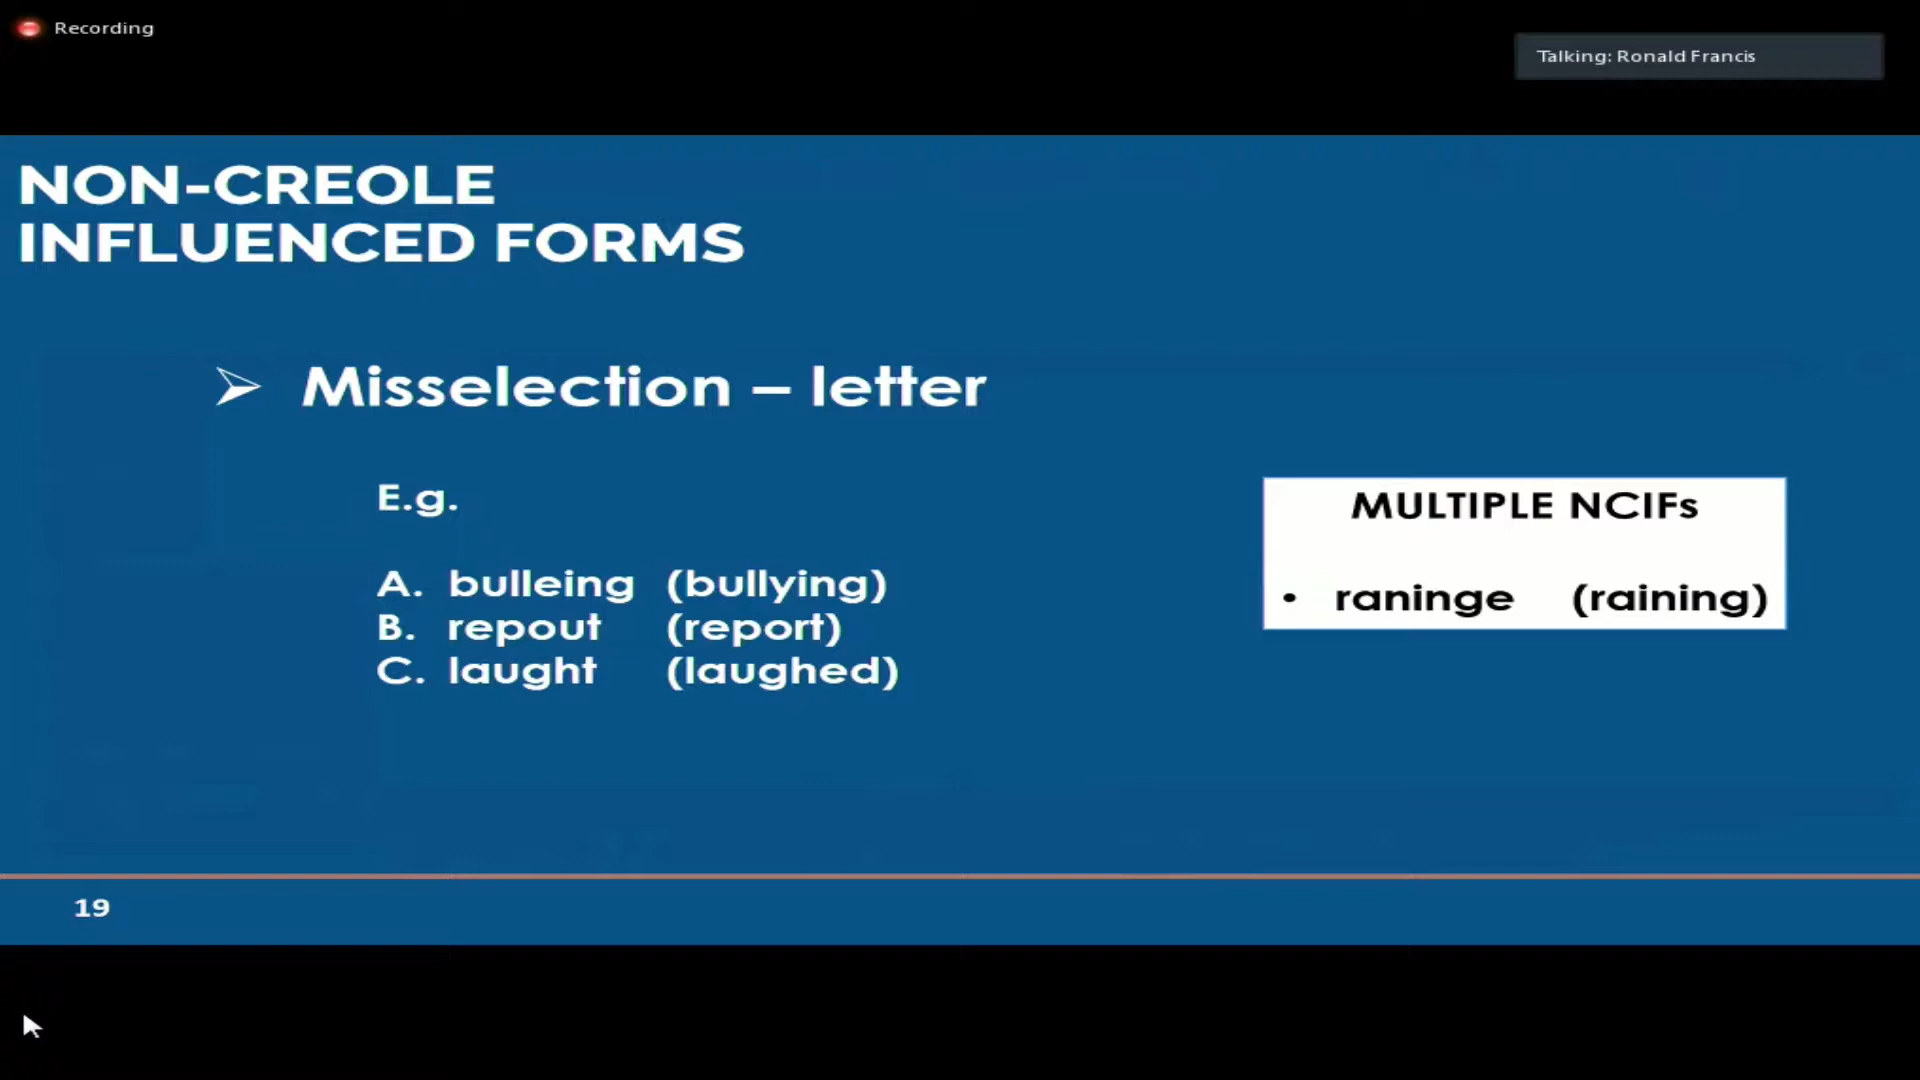 Recording
Talking: Ronald Francis
NON-CREOLE
INFLUENCED FORMS
➢ Misselection – letter
E.g.
A. bulleing (bullying)
B. repout (report)
C. laught (laughed)
MULTIPLE NCIFs
• raninge (raining)
19